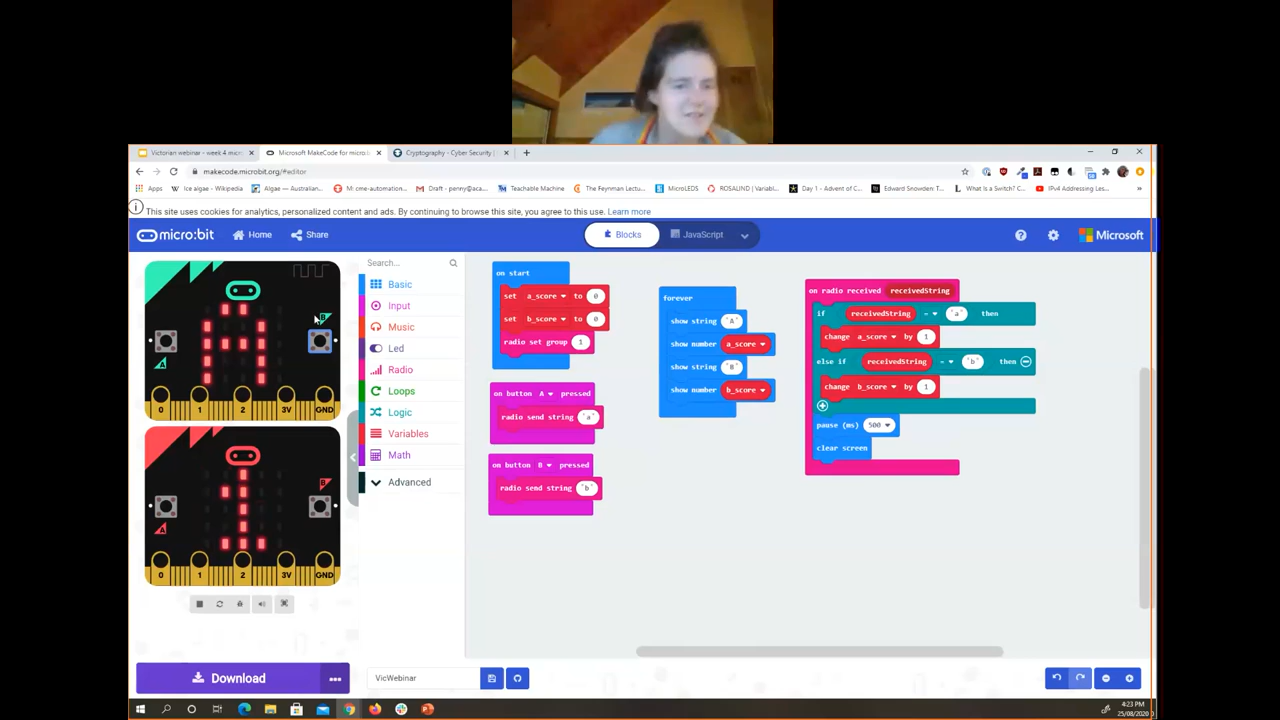 Victorian webinar - week 4 micr
Microsoft MakeCode for micro:b
Cryptography - Cyber Security |
makecode.microbit.org/#editor
Apps
Ice algae - Wikipedia
Algae — Australian...
M: cme-automation...
Draft - penny@aca...
Teachable Machine
The Feynman Lectu...
MicroLEDS
ROSALIND | Variabl...
Day 1 - Advent of C...
Edward Snowden: T...
What Is a Switch? C...
IPv4 Addressing Les...
»
This site uses cookies for analytics, personalized content and ads. By continuing to browse this site, you agree to this use. Learn more
micro:bit
Home
Share
Blocks
JavaScript
Microsoft
B
A
0 1 2 3V GND
B
A
0 1 2 3V GND
Search...
Basic
Input
Music
Led
Radio
Loops
Logic
Variables
Math
Advanced
on start
set a_score to 0
set b_score to 0
radio set group 1
on button A pressed
radio send string "a"
on button B pressed
radio send string "b"
forever
show string "A"
show number a_score
show string "B"
show number b_score
on radio received receivedString
if receivedString = "a" then
change a_score by 1
else if receivedString = "b" then
change b_score by 1
pause (ms) 500
clear screen
Download
VicWebinar
4:23 PM
25/08/2020